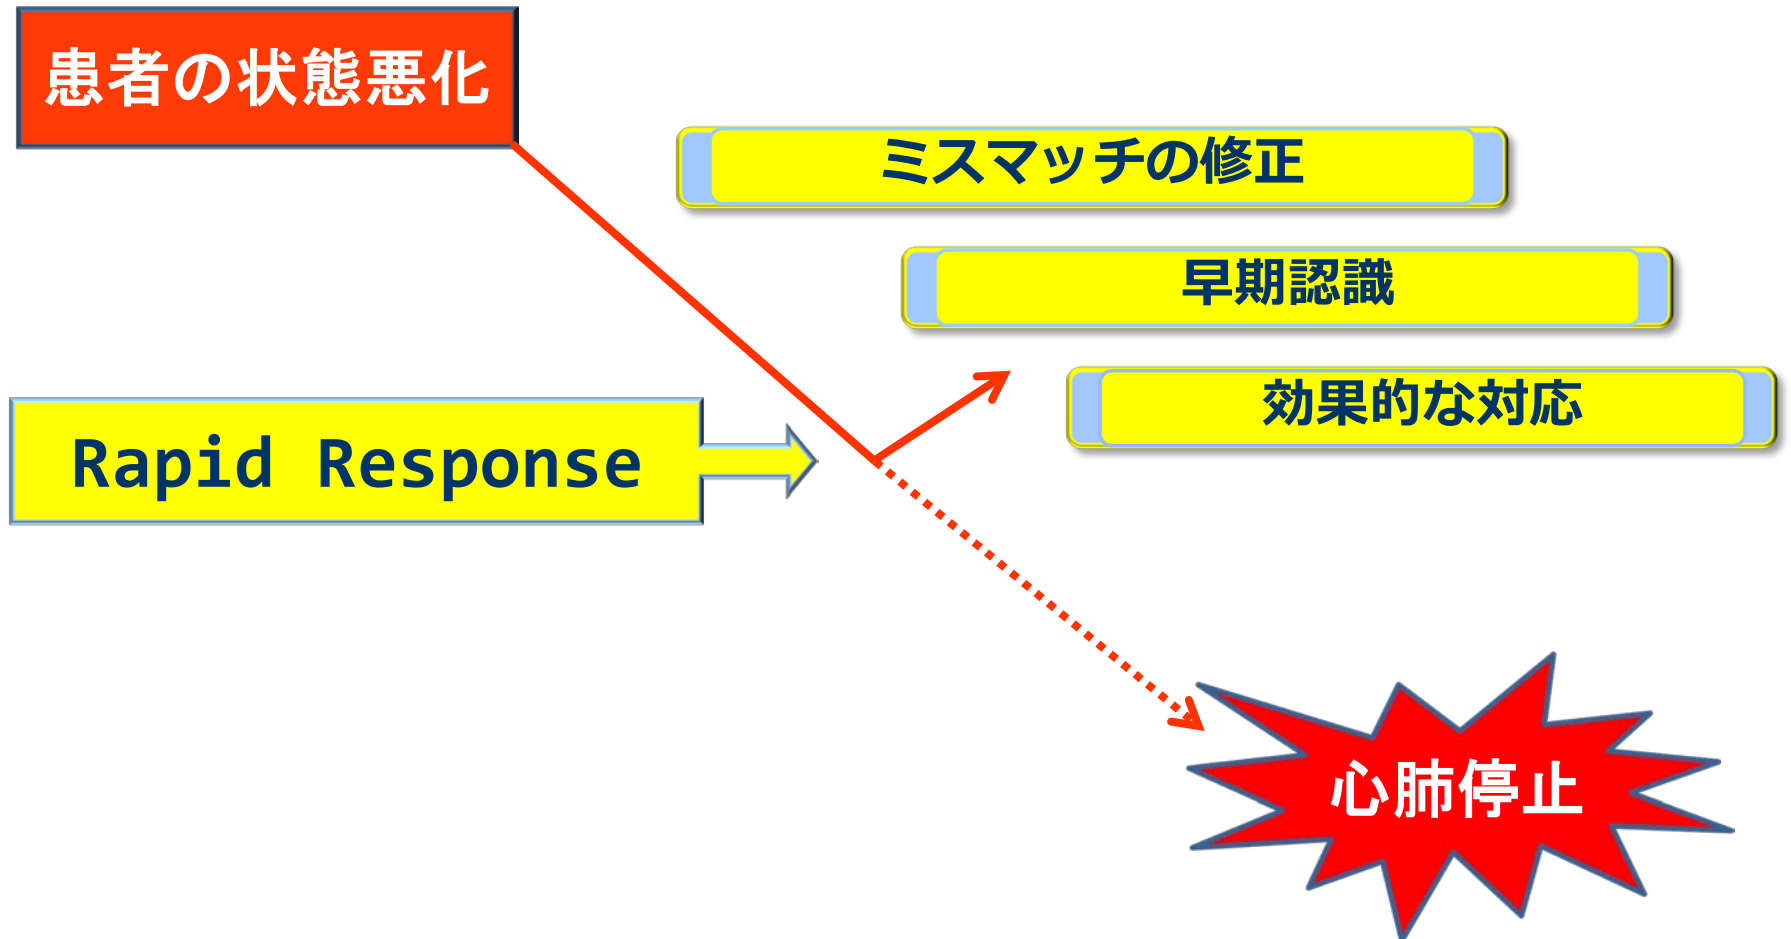 患者の状態悪化
ミスマッチの修正
早期認識
効果的な対応
Rapid Response
心肺停止